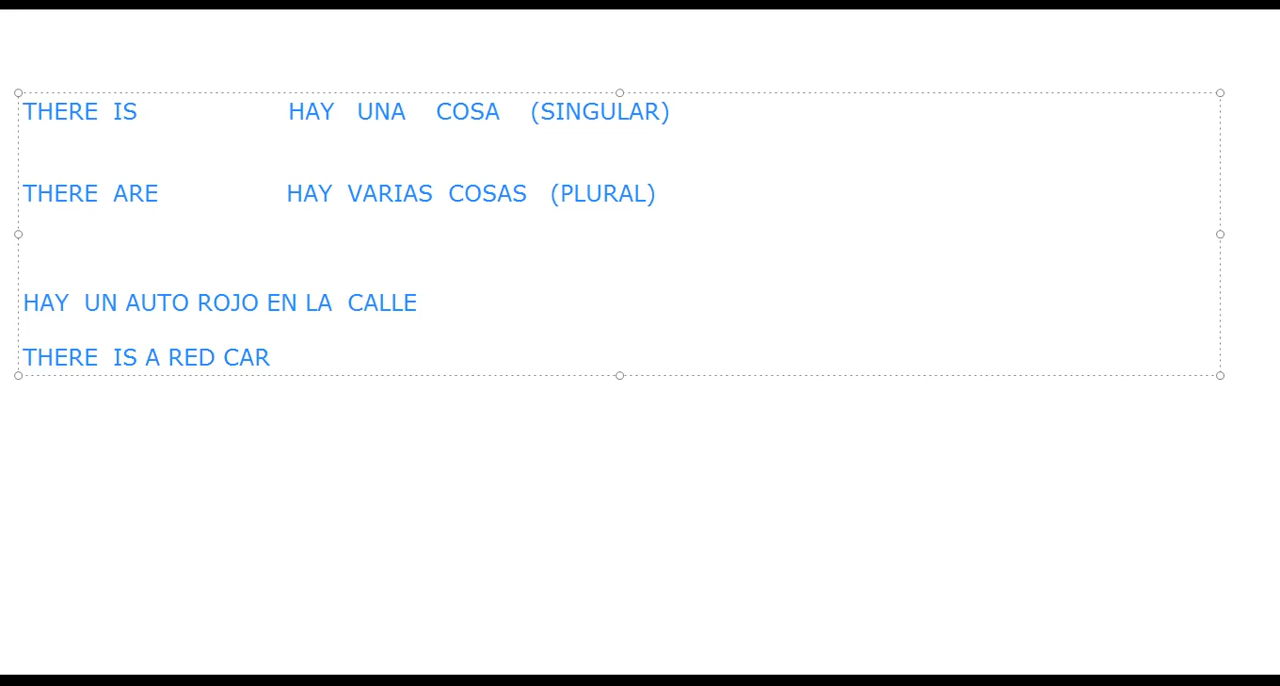 THERE IS HAY UNA COSA (SINGULAR)
THERE ARE HAY VARIAS COSAS (PLURAL)
HAY UN AUTO ROJO EN LA CALLE
THERE IS A RED CAR